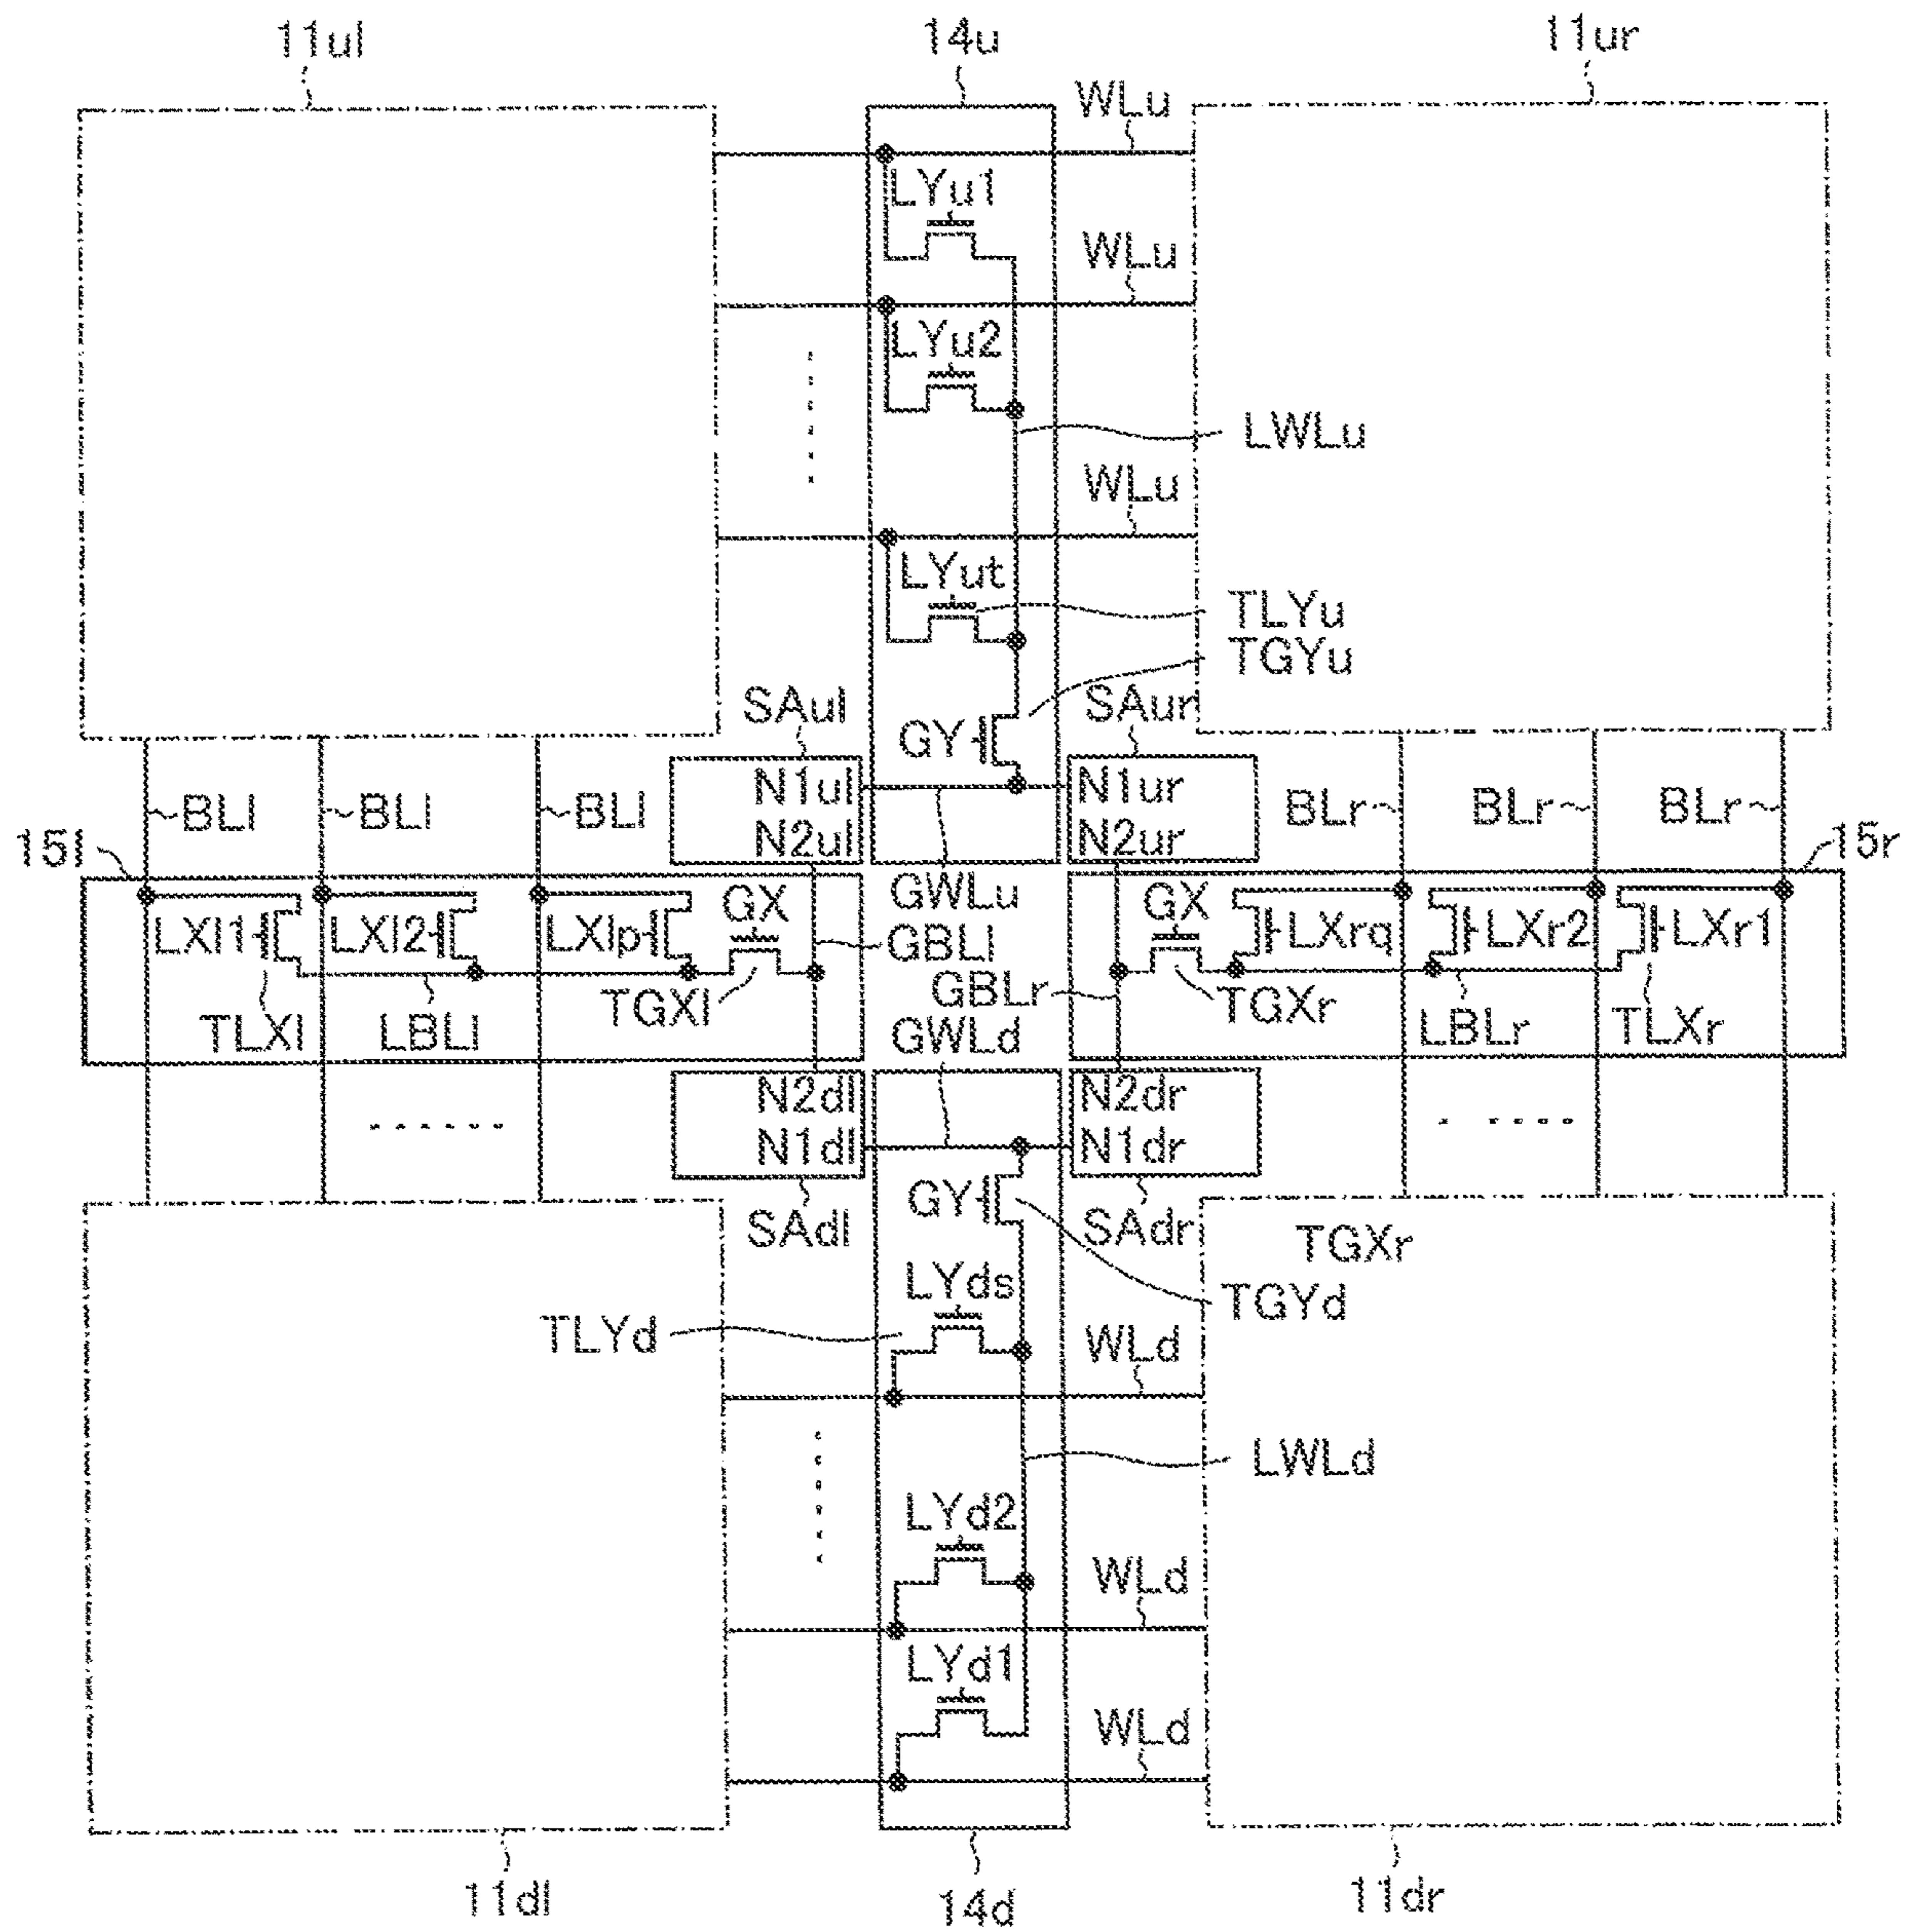 11ul 14u 11ur
WLu
LYu1
WLu
LYu2
LWLu
WLu
LYut
TLYu
TGYu
SAul SAur
GY
N1ul N1ur
BLl BLl BLl BLr BLr BLr
N2ul N2ur
15l 15r
GWLu
LXl1 LXl2 LXlp GX GX LXrq LXr2 LXr1
GBLl
GBLr
TGXl TGXr
TLXl LBLl LBLr TLXr
GWLd
N2dl N2dr
N1dl N1dr
GY
SAdl SAdr
TGXr
LYds
TGYd
TLYd
WLd
LWLd
LYd2
WLd
LYd1
WLd
11dl 14d 11dr